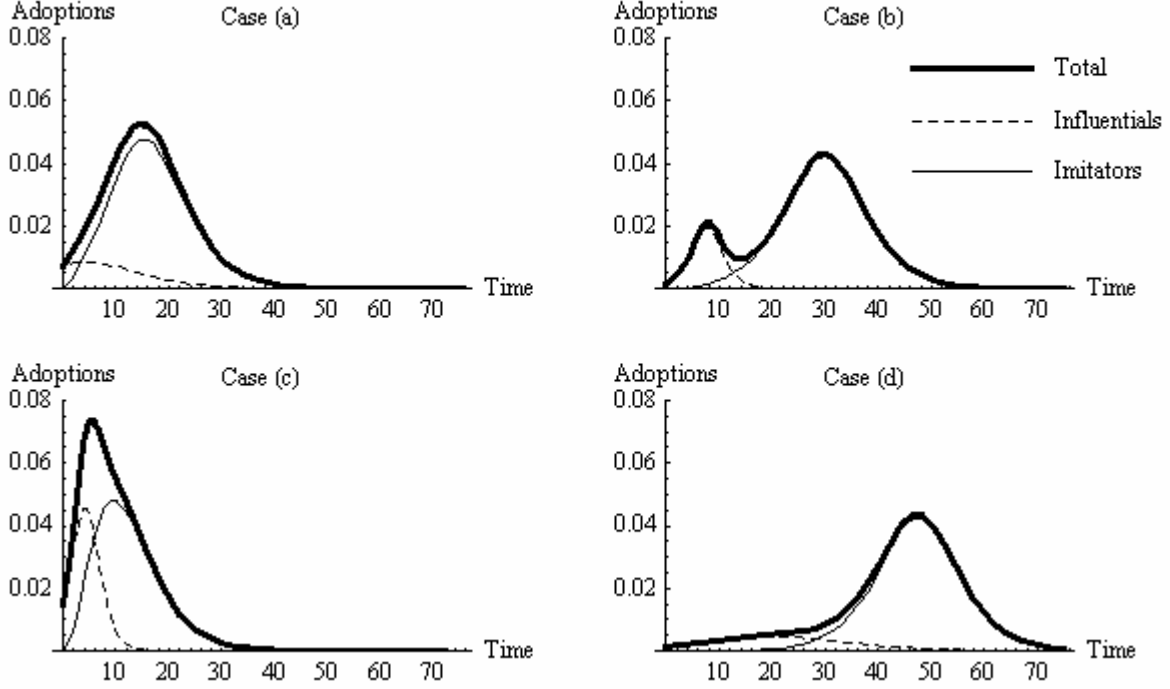 Adoptions Case (a)
0.08
0.06
0.04
0.02
10 20 30 40 50 60 70 Time
Adoptions Case (b)
0.08
0.06
0.04
0.02
10 20 30 40 50 60 70 Time
Total
Influentials
Imitators
Adoptions Case (c)
0.08
0.06
0.04
0.02
10 20 30 40 50 60 70 Time
Adoptions Case (d)
0.08
0.06
0.04
0.02
10 20 30 40 50 60 70 Time